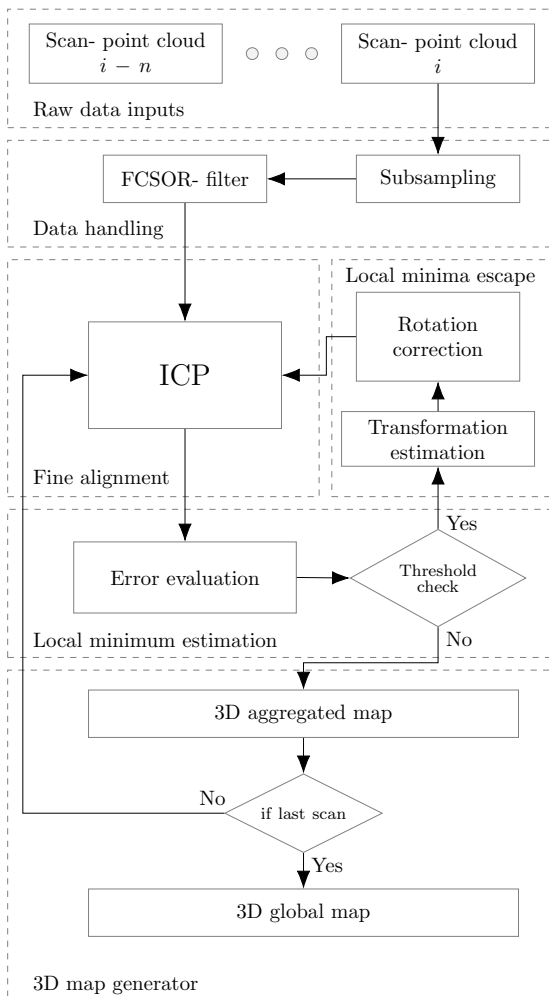 Scan- point cloud
i − n
Scan- point cloud
i
Raw data inputs
FCSOR- filter
Subsampling
Data handling
Local minima escape
Rotation
correction
ICP
Transformation
estimation
Fine alignment
Yes
Error evaluation
Threshold
check
Local minimum estimation
No
3D aggregated map
No
if last scan
Yes
3D global map
3D map generator